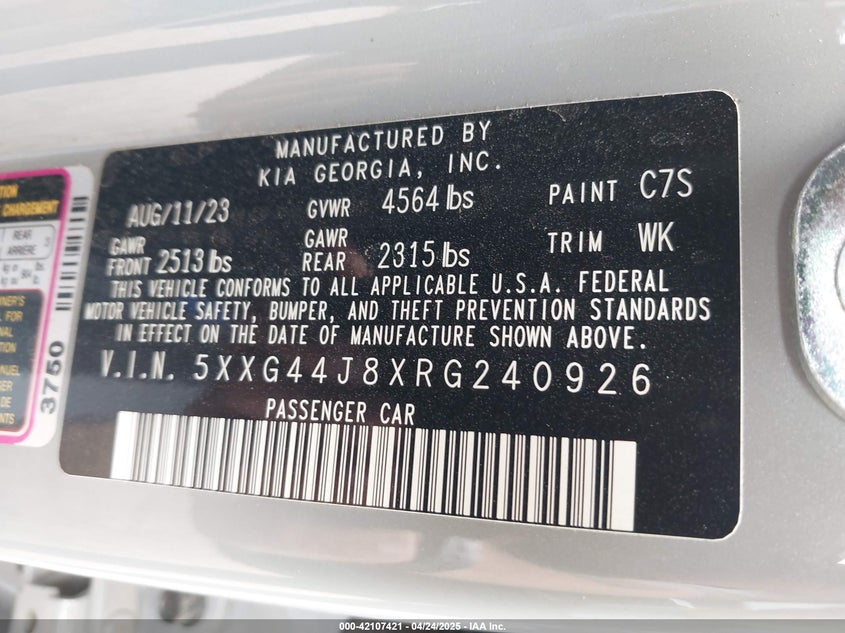 MANUFACTURED BY
KIA GEORGIA, INC.
AUG/11/23 GVWR 4564 lbs PAINT C7S
GAWR FRONT 2513 lbs GAWR REAR 2315 lbs TRIM WK
THIS VEHICLE CONFORMS TO ALL APPLICABLE U.S.A. FEDERAL
MOTOR VEHICLE SAFETY, BUMPER, AND THEFT PREVENTION STANDARDS
IN EFFECT ON THE DATE OF MANUFACTURE SHOWN ABOVE.
V.I.N. 5XXG44J8XRG240926
PASSENGER CAR
CHARGEMENT
REAR
ARRIÈRE
3750
000-42107421 - 04/24/2025 - IAA Inc.